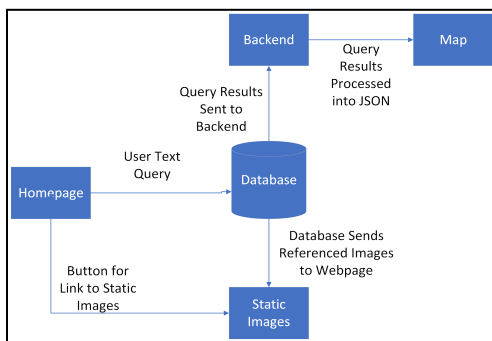 Backend
Query
Results
Processed
into JSON
Map
Query Results
Sent to
Backend
User Text
Query
Homepage
Database
Database Sends
Referenced Images
to Webpage
Button for
Link to Static
Images
Static
Images